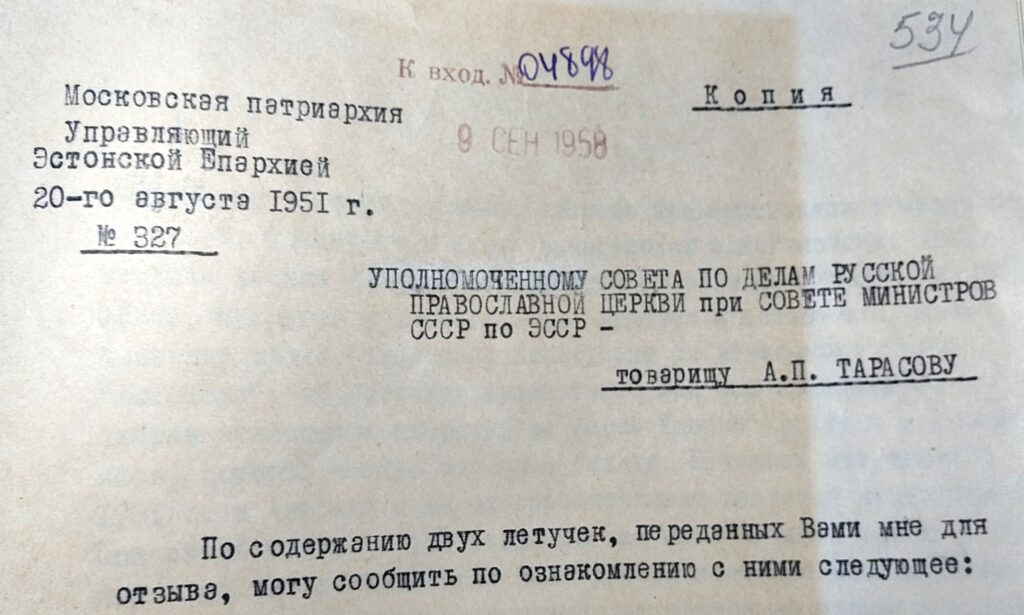 534
К вход. № 04898
Копия
9 СЕН 1958
Московская патриархия
Управляющий
Эстонской Епархией
20-го августа 1951 г.
№ 327
УПОЛНОМОЧЕННОМУ СОВЕТА ПО ДЕЛАМ РУССКОЙ
ПРАВОСЛАВНОЙ ЦЕРКВИ при СОВЕТЕ МИНИСТРОВ
СССР по ЭССР –
товарищу А.П. ТАРАСОВУ
По содержанию двух летучек, переданных Вами мне для
отзыва, могу сообщить по ознакомлению с ними следующее: